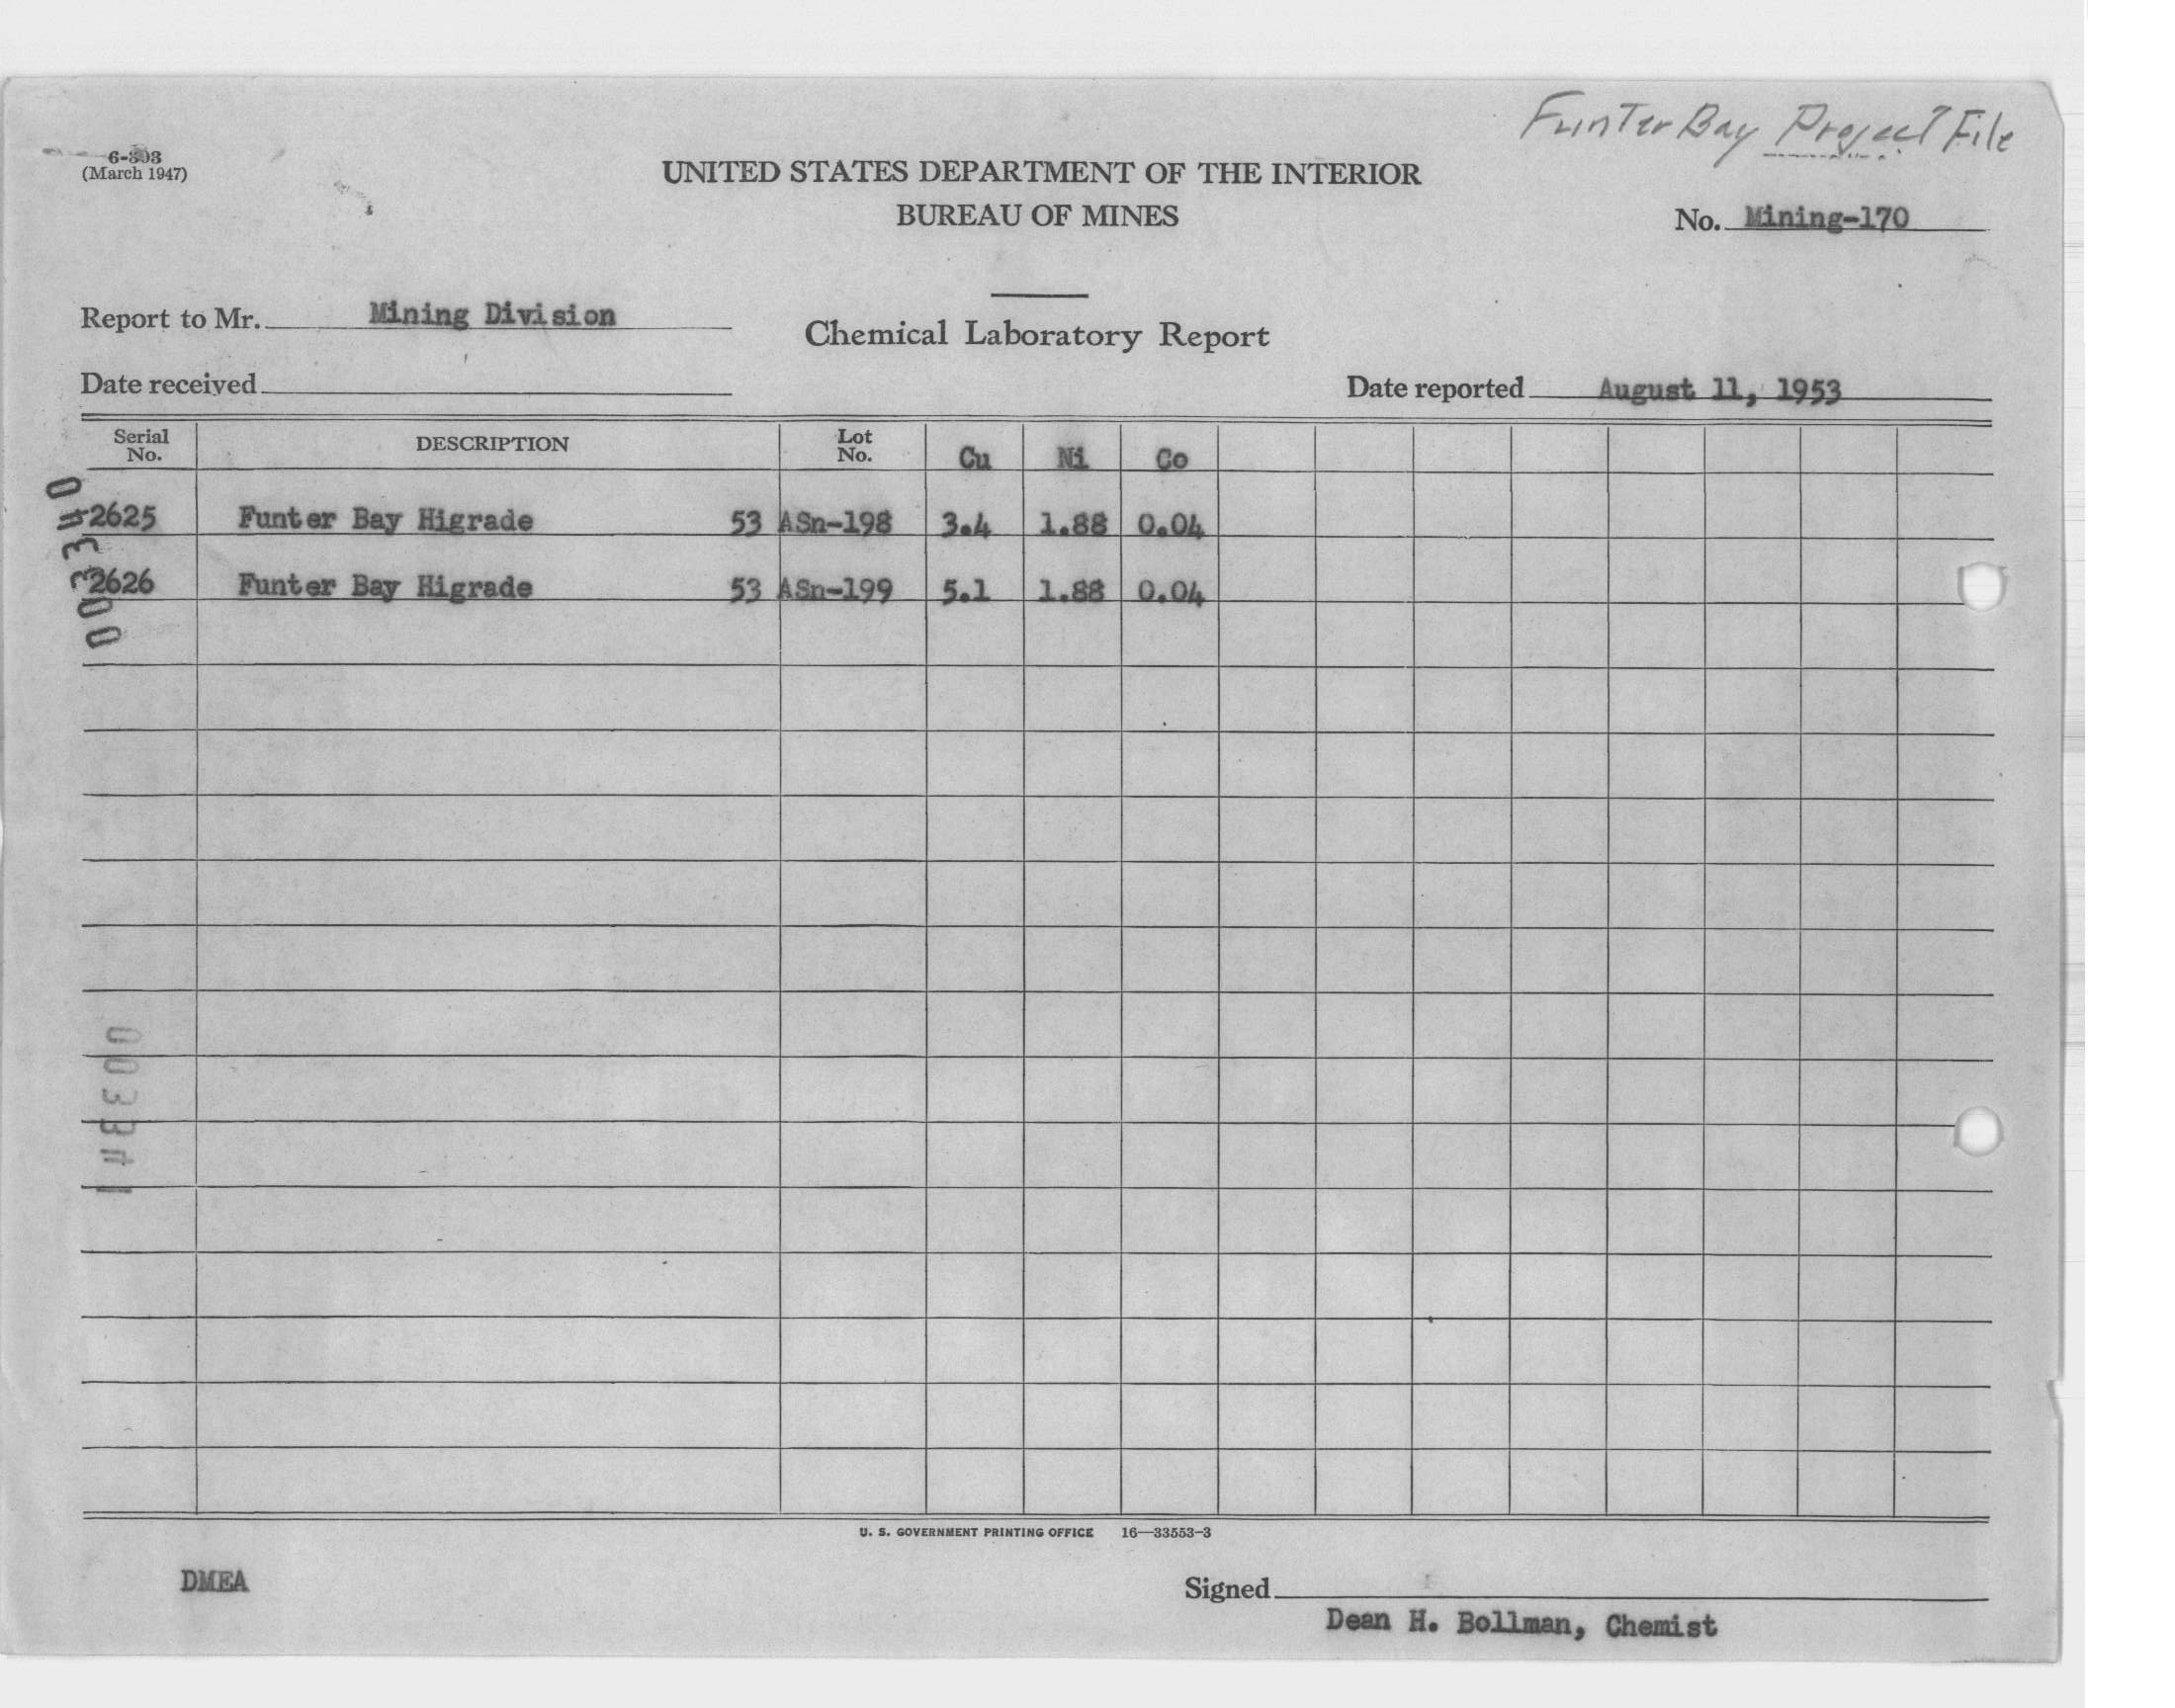 Funter Bay Project File
6-303
(March 1947)
UNITED STATES DEPARTMENT OF THE INTERIOR
BUREAU OF MINES
No. Mining-170
Report to Mr. Mining Division
Chemical Laboratory Report
Date received
Date reported August 11, 1953
Serial No. DESCRIPTION Lot No. Cu Ni Co
2625 Funter Bay Higrade 53 ASn-198 3.4 1.88 0.04
2626 Funter Bay Higrade 53 ASn-199 5.1 1.88 0.04
003340
003341
U. S. GOVERNMENT PRINTING OFFICE 16—33553-3
DMEA
Signed
Dean H. Bollman, Chemist